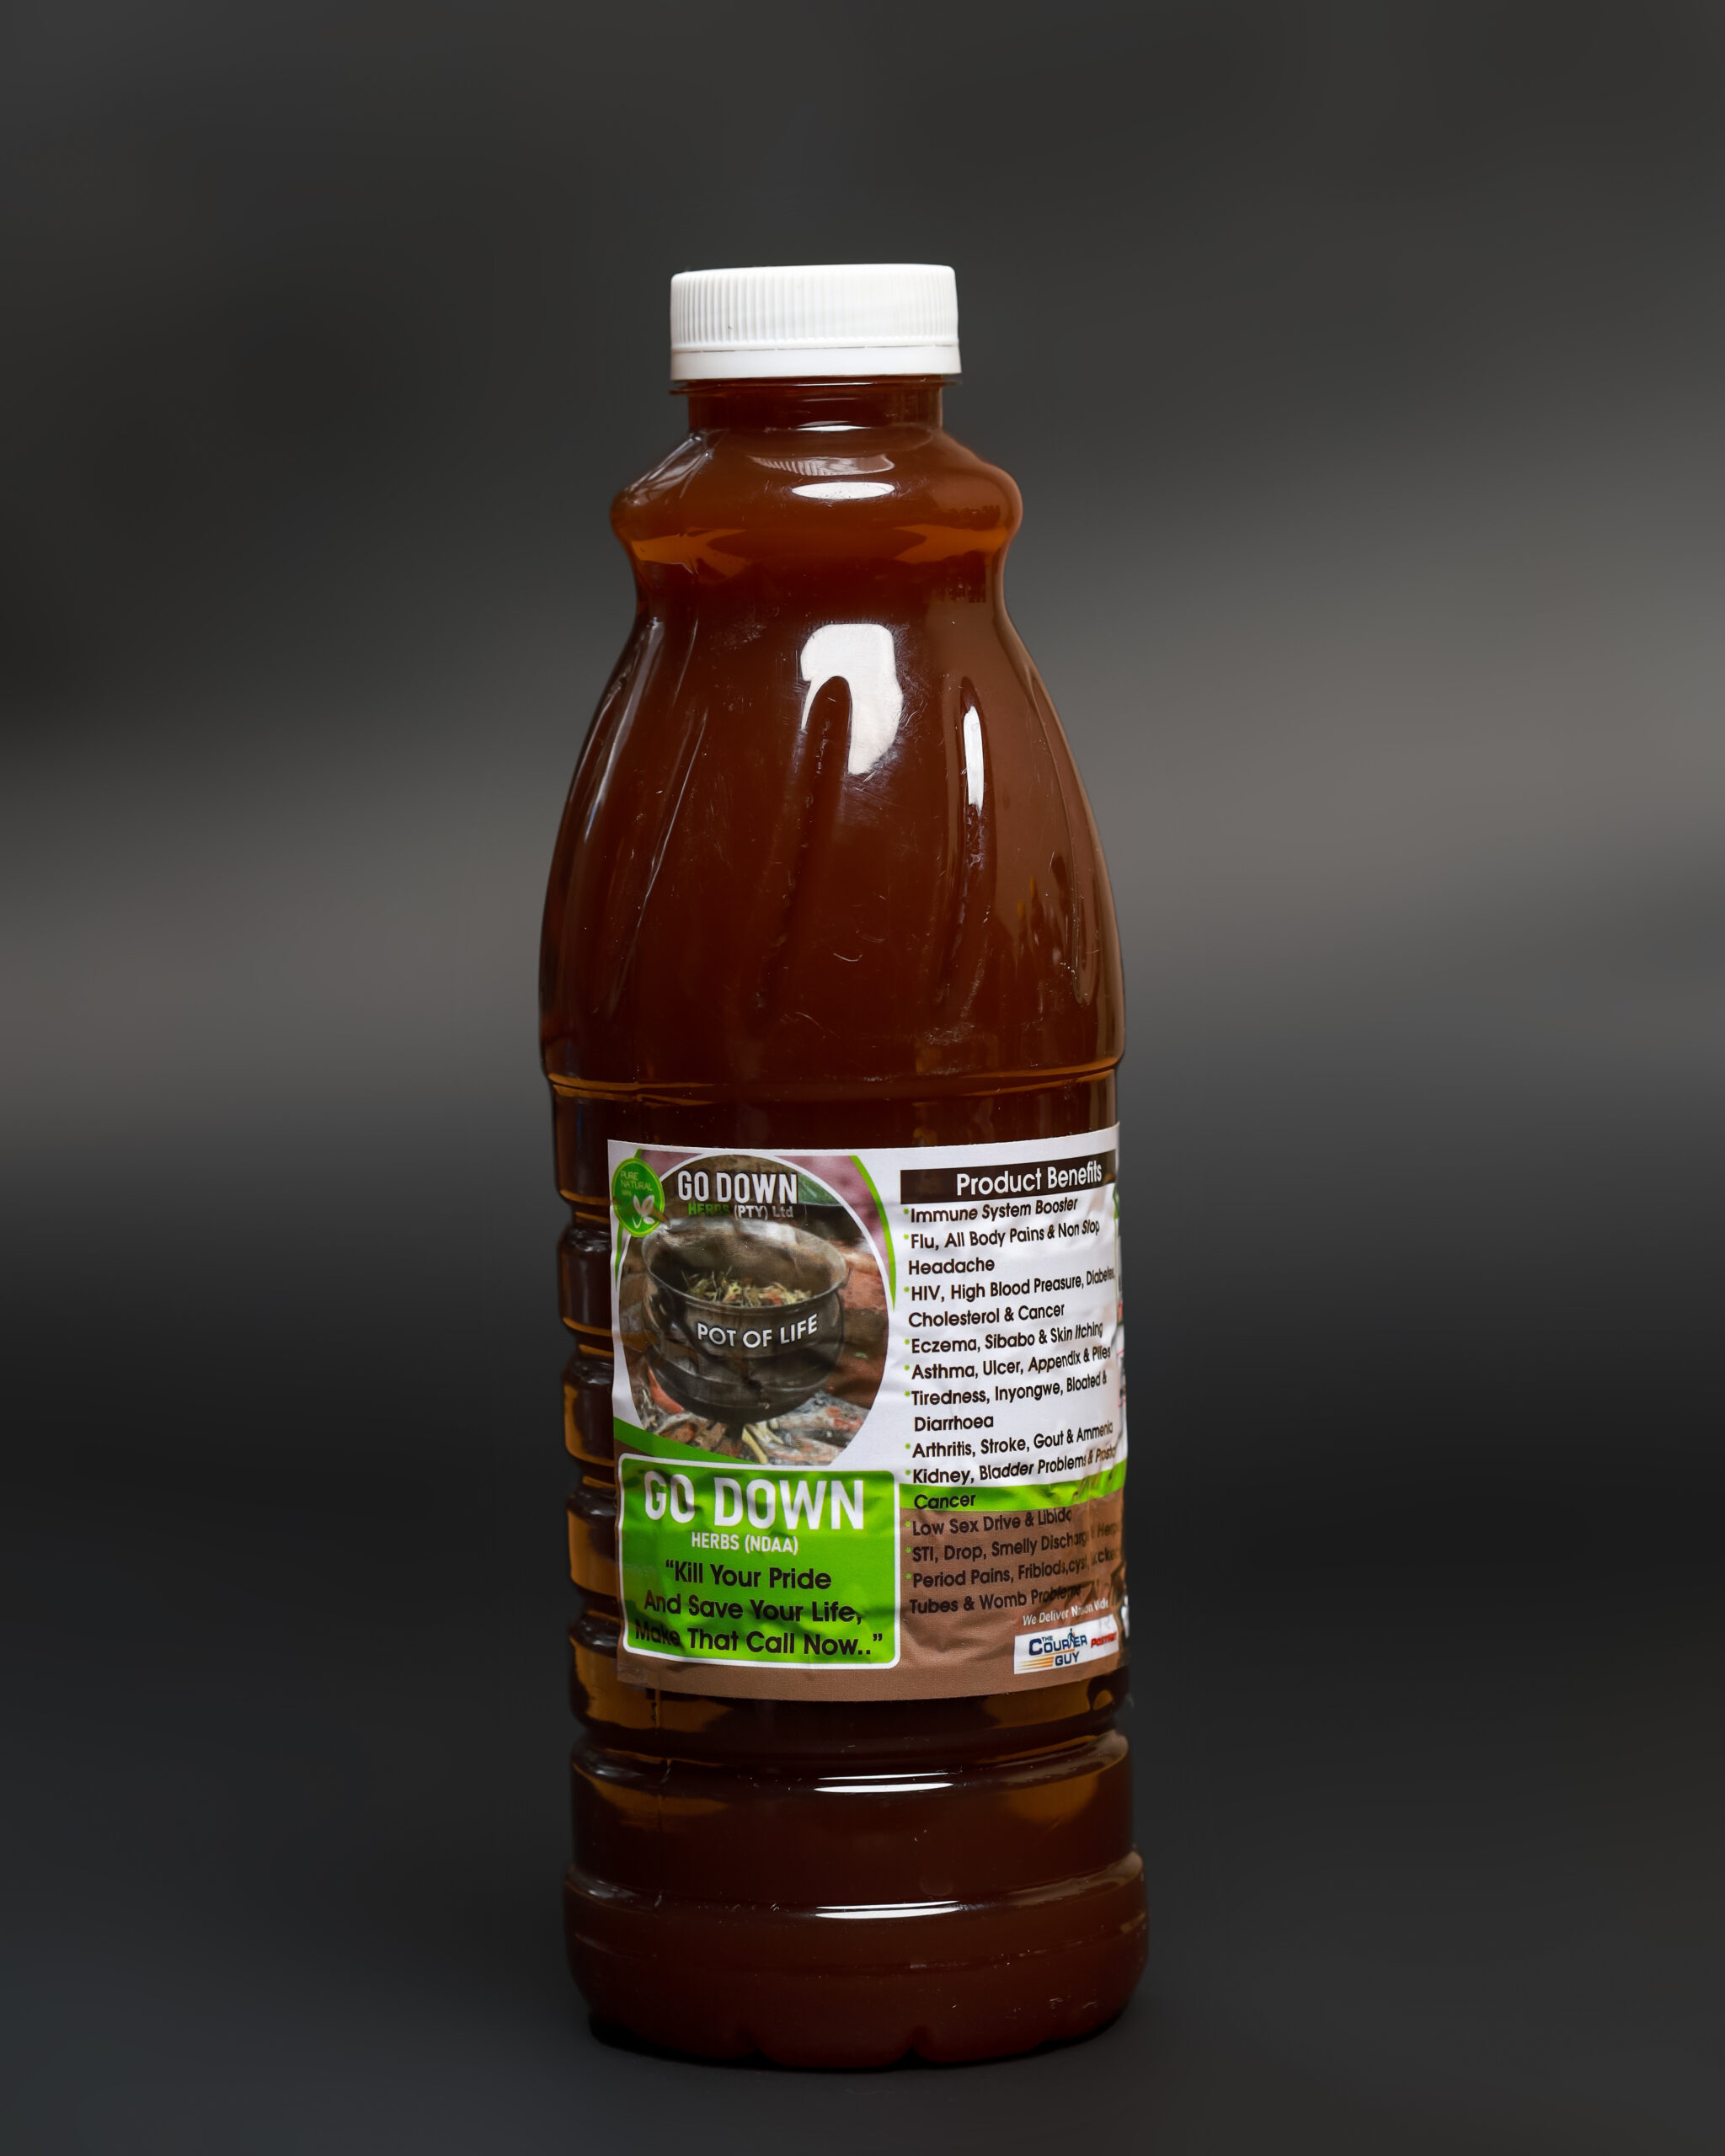 PURE
NATURAL
GO DOWN
HERBS (PTY) Ltd
POT OF LIFE
GO DOWN
HERBS (NDAA)
“Kill Your Pride
And Save Your Life,
Make That Call Now..”
Product Benefits
*Immune System Booster
*Flu, All Body Pains & Non Stop
Headache
*HIV, High Blood Preasure, Diabetes,
Cholesterol & Cancer
*Eczema, Sibabo & Skin Itching
*Asthma, Ulcer, Appendix & Piles
*Tiredness, Inyongwe, Bloated &
Diarrhoea
*Arthritis, Stroke, Gout & Ammenia
*Kidney, Bladder Problems &
Cancer
*Low Sex Drive & Libido
*STI, Drop, Smelly Discharge &
*Period Pains, Fribiods,cyst,
Tubes & Womb Problems
We Deliver Nation Wide
THE
COURIER
GUY
POSTNET